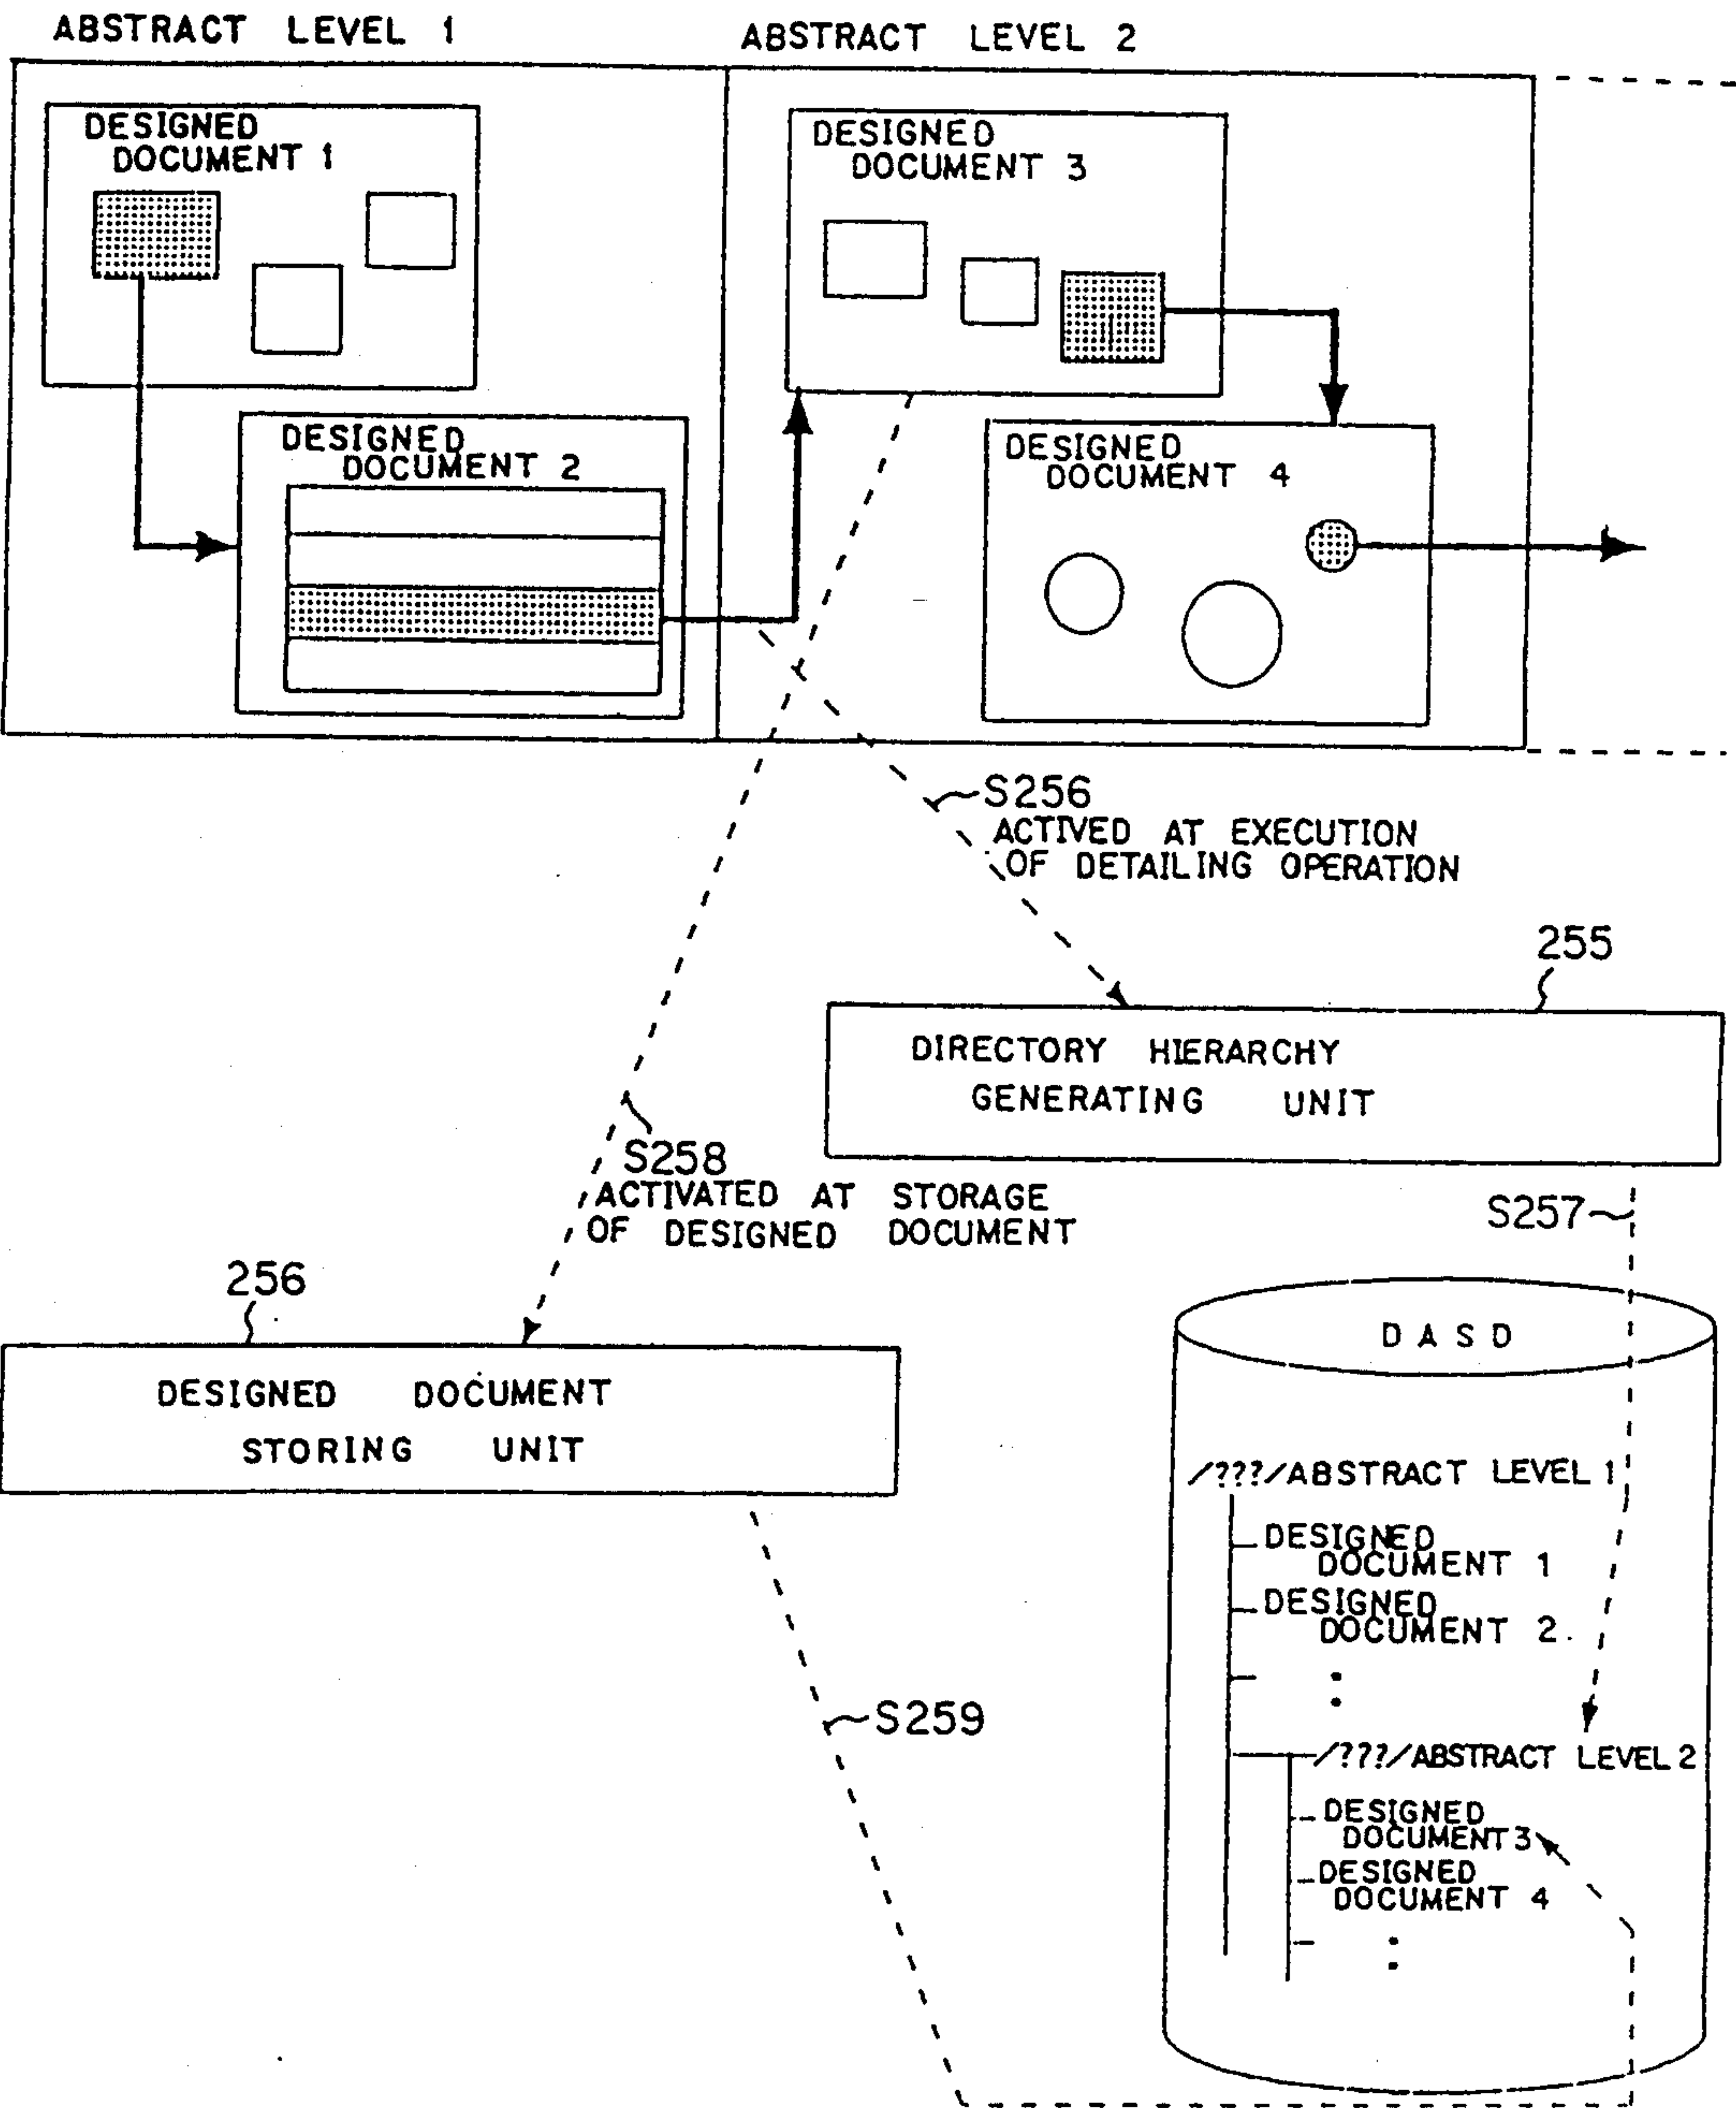 ABSTRACT LEVEL 1
ABSTRACT LEVEL 2
DESIGNED
DOCUMENT 1
DESIGNED
DOCUMENT 2
DESIGNED
DOCUMENT 3
DESIGNED
DOCUMENT 4
S256
ACTIVED AT EXECUTION
OF DETAILING OPERATION
255
DIRECTORY HIERARCHY
GENERATING UNIT
S258
ACTIVATED AT STORAGE
OF DESIGNED DOCUMENT
S257
256
DESIGNED DOCUMENT
STORING UNIT
DASD
/???/ABSTRACT LEVEL 1
DESIGNED
DOCUMENT 1
DESIGNED
DOCUMENT 2
:
S259
/???/ABSTRACT LEVEL 2
DESIGNED
DOCUMENT 3
DESIGNED
DOCUMENT 4
: